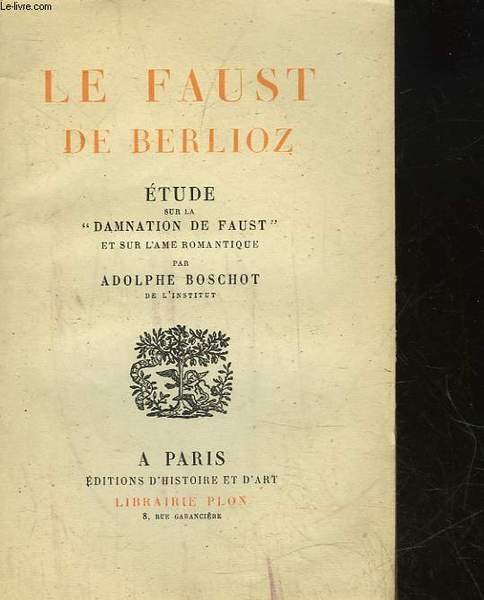 Le-Livre.com
LE FAUST
DE BERLIOZ
ÉTUDE
SUR LA
“ DAMNATION DE FAUST ”
ET SUR L'AME ROMANTIQUE
PAR
ADOLPHE BOSCHOT
DE L'INSTITUT
A PARIS
ÉDITIONS D'HISTOIRE ET D'ART
LIBRAIRIE PLON
8, RUE GARANCIÈRE